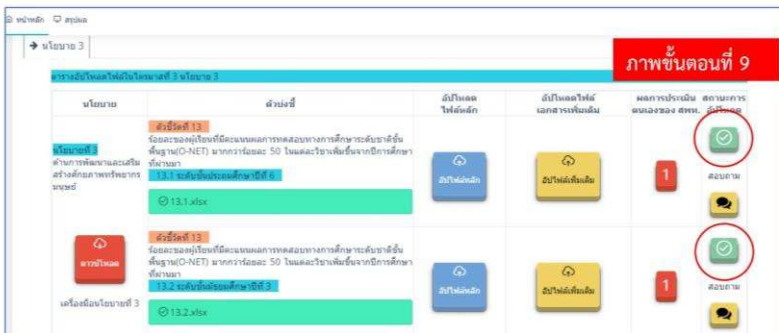 หน้าหลัก สรุปผล
นโยบาย 3
ภาพขั้นตอนที่ 9
ตารางอัปโหลดไฟล์ไตรมาสที่ 3 นโยบาย 3
นโยบาย ตัวบ่งชี้ อัปโหลด อัปโหลดไฟล์ ผลการประเมิน สถานะการ
ไฟล์หลัก เอกสารเพิ่มเติม ตนเองของ สพท. อัปโหลด
นโยบายที่ 3
ด้านการพัฒนาและเสริม
สร้างศักยภาพทรัพยากร
มนุษย์
ตัวชี้วัดที่ 13
ร้อยละของผู้เรียนที่มีคะแนนผลการทดสอบทางการศึกษาระดับชาติขั้น
พื้นฐาน(O-NET) มากกว่าร้อยละ 50 ในแต่ละวิชาเพิ่มขึ้นจากปีการศึกษา
ที่ผ่านมา
13.1 ระดับชั้นประถมศึกษาปีที่ 6
13.1.xlsx
อัปไฟล์หลัก
อัปไฟล์เพิ่มเติม
1
สอบถาม
ดาวน์โหลด
เครื่องมือนโยบายที่ 3
ตัวชี้วัดที่ 13
ร้อยละของผู้เรียนที่มีคะแนนผลการทดสอบทางการศึกษาระดับชาติขั้น
พื้นฐาน(O-NET) มากกว่าร้อยละ 50 ในแต่ละวิชาเพิ่มขึ้นจากปีการศึกษา
ที่ผ่านมา
13.2 ระดับชั้นมัธยมศึกษาปีที่ 3
13.2.xlsx
อัปไฟล์หลัก
อัปไฟล์เพิ่มเติม
1
สอบถาม